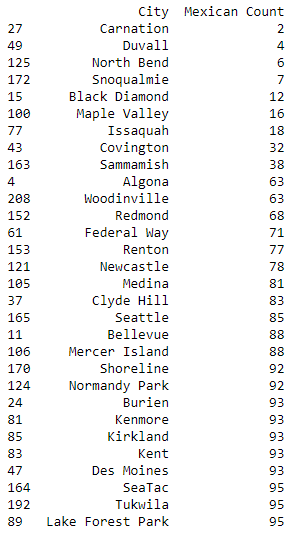 City Mexican Count
27 Carnation 2
49 Duvall 4
125 North Bend 6
172 Snoqualmie 7
15 Black Diamond 12
100 Maple Valley 16
77 Issaquah 18
43 Covington 32
163 Sammamish 38
4 Algona 63
208 Woodinville 63
152 Redmond 68
61 Federal Way 71
153 Renton 77
121 Newcastle 78
105 Medina 81
37 Clyde Hill 83
165 Seattle 85
11 Bellevue 88
106 Mercer Island 88
170 Shoreline 92
124 Normandy Park 92
24 Burien 93
81 Kenmore 93
85 Kirkland 93
83 Kent 93
47 Des Moines 93
164 SeaTac 95
192 Tukwila 95
89 Lake Forest Park 95